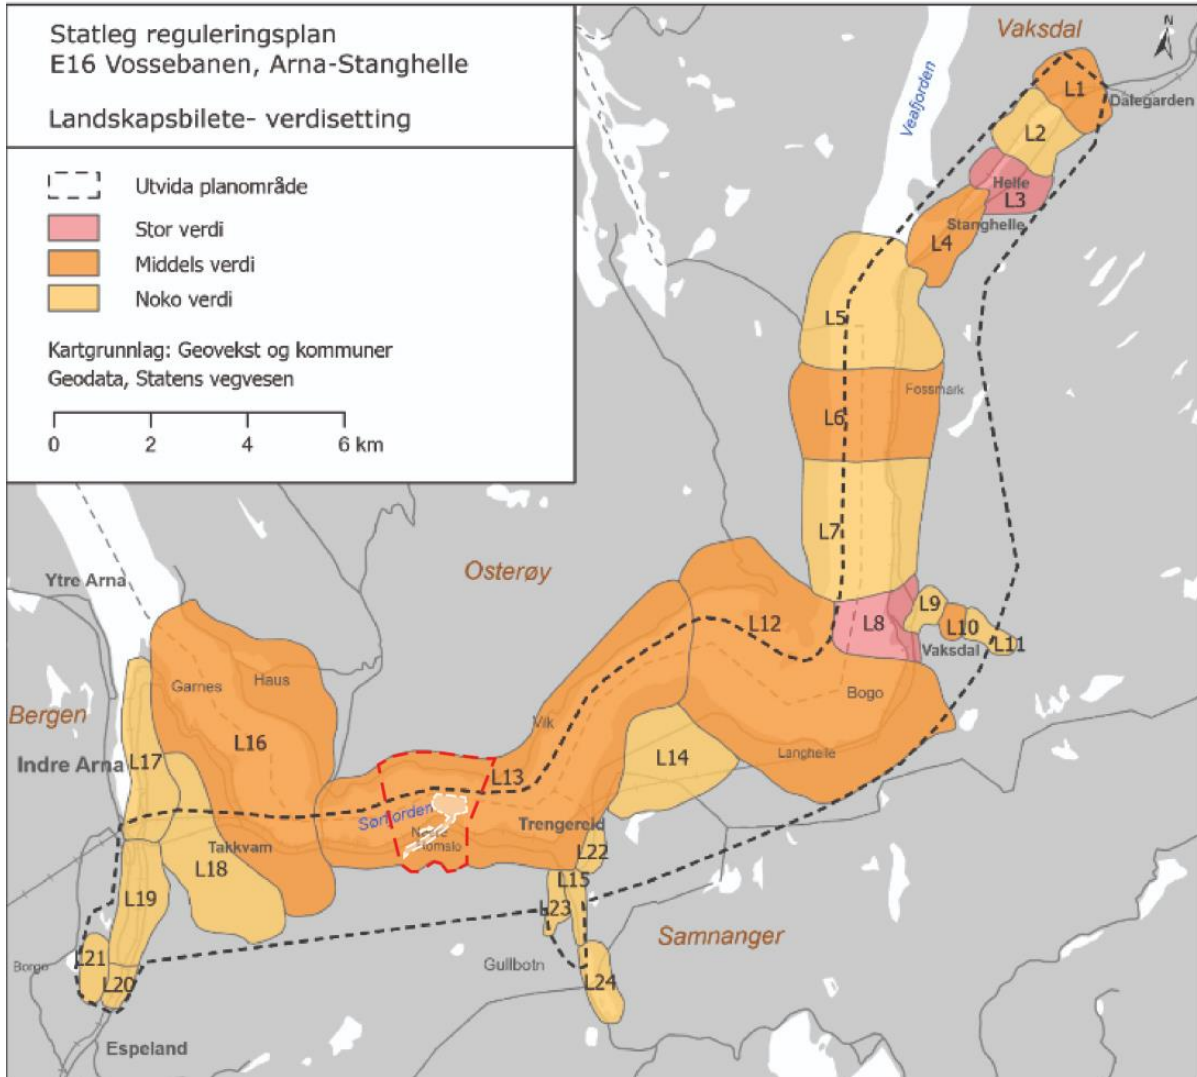 Statleg reguleringsplan
E16 Vossebanen, Arna-Stanghelle
Landskapsbilete- verdisetting
Utvida planområde
Stor verdi
Middels verdi
Noko verdi
Kartgrunnlag: Geovekst og kommuner
Geodata, Statens vegvesen
0 2 4 6 km
N
Vaksdal
Veafjorden
L1
Dalegarden
L2
Helle
L3
Stanghelle
L4
L5
Fossmark
L6
L7
Ytre Arna
Osterøy
L12
L8
L9
L10
L11
Vaksdal
Garnes
Haus
Bogo
Bergen
L16
Vik
Langhelle
L17
Indre Arna
L13
L14
Sørfjorden
Trengereid
Takkvam
L22
L18
L19
L15
L23
Samnanger
Borgo
L21
L20
Gullbotn
L24
Espeland